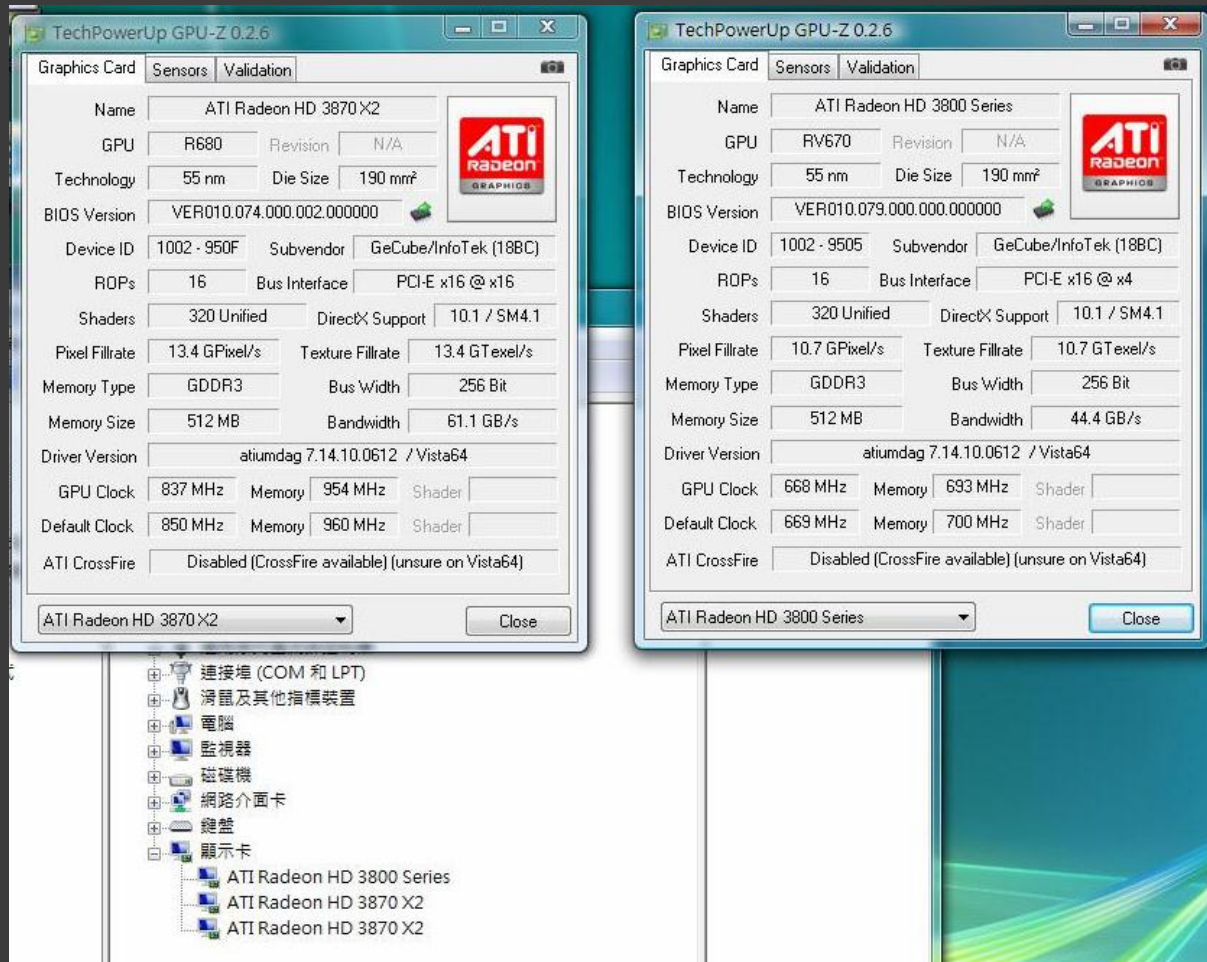 TechPowerUp GPU-Z 0.2.6
Graphics Card Sensors Validation
Name ATI Radeon HD 3870 X2
GPU R680 Revision N/A
Technology 55 nm Die Size 190 mm²
BIOS Version VER010.074.000.002.000000
Device ID 1002 - 950F Subvendor GeCube/InfoTek (18BC)
ROPs 16 Bus Interface PCI-E x16 @ x16
Shaders 320 Unified DirectX Support 10.1 / SM4.1
Pixel Fillrate 13.4 GPixel/s Texture Fillrate 13.4 GTexel/s
Memory Type GDDR3 Bus Width 256 Bit
Memory Size 512 MB Bandwidth 61.1 GB/s
Driver Version atiumdag 7.14.10.0612 / Vista64
GPU Clock 837 MHz Memory 954 MHz Shader
Default Clock 850 MHz Memory 960 MHz Shader
ATI CrossFire Disabled (CrossFire available) (unsure on Vista64)
ATI Radeon HD 3870 X2 Close
ATI
RADEON
GRAPHICS
TechPowerUp GPU-Z 0.2.6
Graphics Card Sensors Validation
Name ATI Radeon HD 3800 Series
GPU RV670 Revision N/A
Technology 55 nm Die Size 190 mm²
BIOS Version VER010.079.000.000.000000
Device ID 1002 - 9505 Subvendor GeCube/InfoTek (18BC)
ROPs 16 Bus Interface PCI-E x16 @ x4
Shaders 320 Unified DirectX Support 10.1 / SM4.1
Pixel Fillrate 10.7 GPixel/s Texture Fillrate 10.7 GTexel/s
Memory Type GDDR3 Bus Width 256 Bit
Memory Size 512 MB Bandwidth 44.4 GB/s
Driver Version atiumdag 7.14.10.0612 / Vista64
GPU Clock 668 MHz Memory 693 MHz Shader
Default Clock 669 MHz Memory 700 MHz Shader
ATI CrossFire Disabled (CrossFire available) (unsure on Vista64)
ATI Radeon HD 3800 Series Close
ATI
RADEON
GRAPHICS
連接埠 (COM 和 LPT)
滑鼠及其他指標裝置
電腦
監視器
磁碟機
網路介面卡
鍵盤
顯示卡
ATI Radeon HD 3800 Series
ATI Radeon HD 3870 X2
ATI Radeon HD 3870 X2